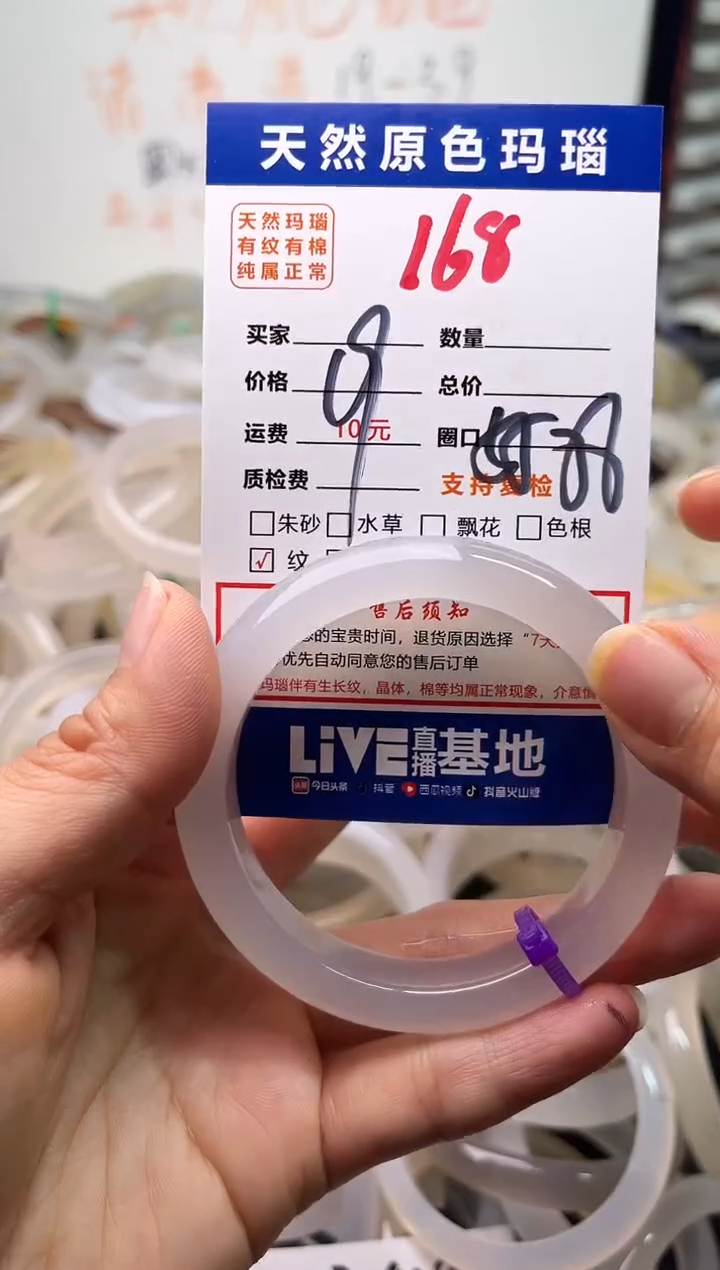 天然原色玛瑙
天然玛瑙
有纹有棉
纯属正常
168
买家 数量
价格 9 总价
运费 10元 圈口
质检费 支持复检
朱砂 水草 飘花 色根
√ 纹
售后须知
的宝贵时间，退货原因选择“7天
优先自动同意您的售后订单
玛瑙伴有生长纹，晶体，棉等均属正常现象，介意慎
LiVE直播基地
头条 今日头条 抖音 西瓜视频 抖音火山版